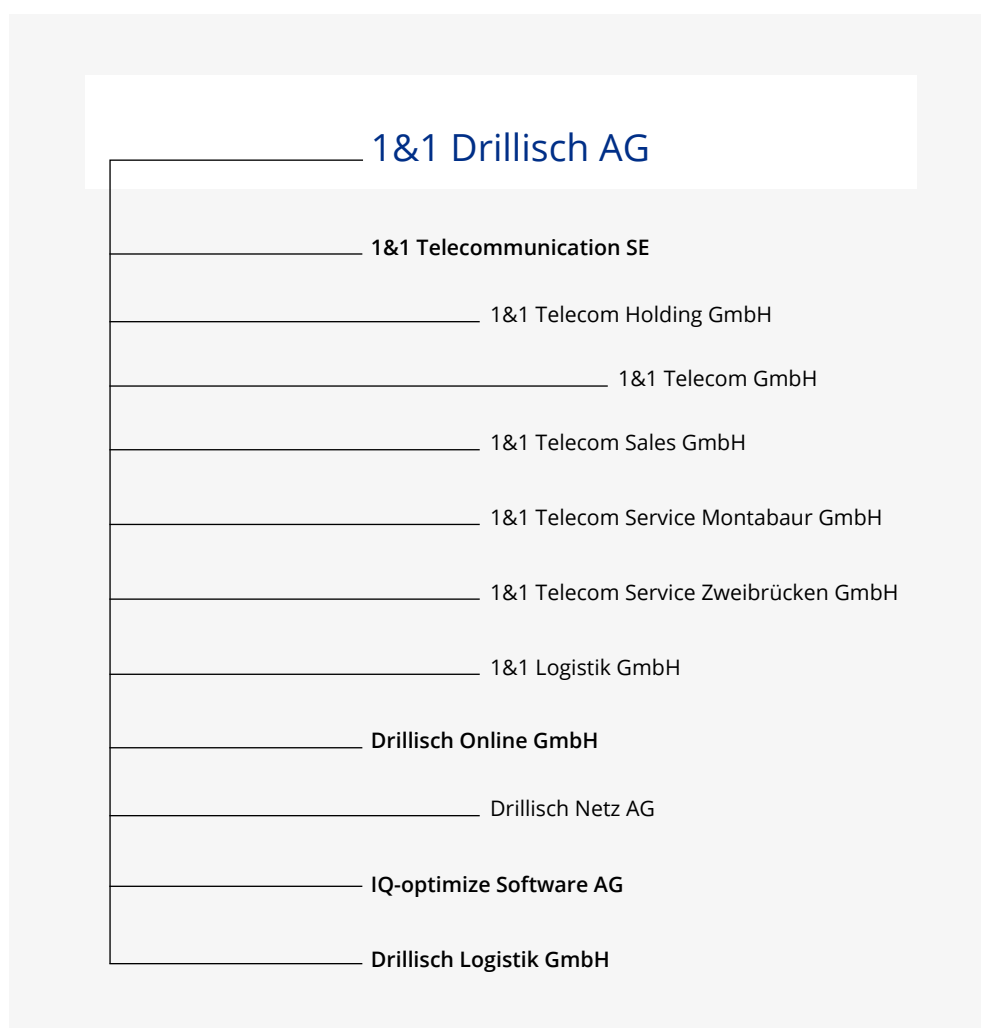 1&1 Drillisch AG
1&1 Telecommunication SE
1&1 Telecom Holding GmbH
1&1 Telecom GmbH
1&1 Telecom Sales GmbH
1&1 Telecom Service Montabaur GmbH
1&1 Telecom Service Zweibrücken GmbH
1&1 Logistik GmbH
Drillisch Online GmbH
Drillisch Netz AG
IQ-optimize Software AG
Drillisch Logistik GmbH